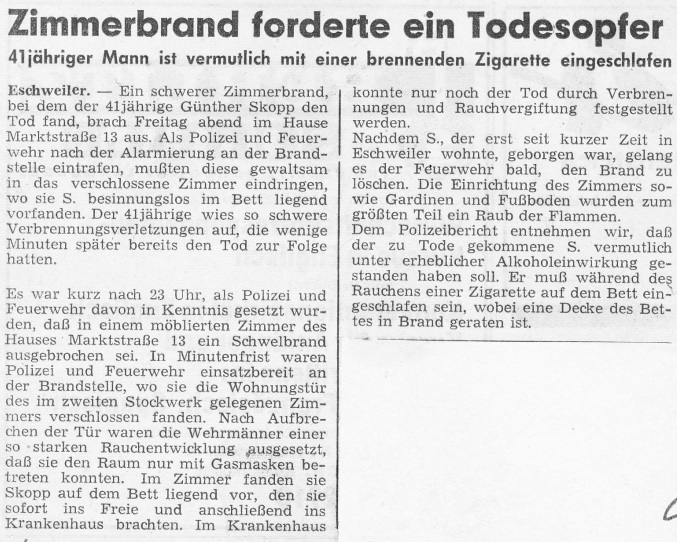 Zimmerbrand forderte ein Todesopfer
41jähriger Mann ist vermutlich mit einer brennenden Zigarette eingeschlafen
Eschweiler. — Ein schwerer Zimmerbrand,
bei dem der 41jährige Günther Skopp den
Tod fand, brach Freitag abend im Hause
Marktstraße 13 aus. Als Polizei und Feuer-
wehr nach der Alarmierung an der Brand-
stelle eintrafen, mußten diese gewaltsam
in das verschlossene Zimmer eindringen,
wo sie S. besinnungslos im Bett liegend
vorfanden. Der 41jährige wies so schwere
Verbrennungsverletzungen auf, die wenige
Minuten später bereits den Tod zur Folge
hatten.
Es war kurz nach 23 Uhr, als Polizei und
Feuerwehr davon in Kenntnis gesetzt wur-
den, daß in einem möblierten Zimmer des
Hauses Marktstraße 13 ein Schwelbrand
ausgebrochen sei. In Minutenfrist waren
Polizei und Feuerwehr einsatzbereit an
der Brandstelle, wo sie die Wohnungstür
des im zweiten Stockwerk gelegenen Zim-
mers verschlossen fanden. Nach Aufbre-
chen der Tür waren die Wehrmänner einer
so starken Rauchentwicklung ausgesetzt,
daß sie den Raum nur mit Gasmasken be-
treten konnten. Im Zimmer fanden sie
Skopp auf dem Bett liegend vor, den sie
sofort ins Freie und anschließend ins
Krankenhaus brachten. Im Krankenhaus
konnte nur noch der Tod durch Verbren-
nungen und Rauchvergiftung festgestellt
werden.
Nachdem S., der erst seit kurzer Zeit in
Eschweiler wohnte, geborgen war, gelang
es der Feuerwehr bald, den Brand zu
löschen. Die Einrichtung des Zimmers so-
wie Gardinen und Fußboden wurden zum
größten Teil ein Raub der Flammen.
Dem Polizeibericht entnehmen wir, daß
der zu Tode gekommene S. vermutlich
unter erheblicher Alkoholeinwirkung ge-
standen haben soll. Er muß während des
Rauchens einer Zigarette auf dem Bett ein-
geschlafen sein, wobei eine Decke des Bet-
tes in Brand geraten ist.